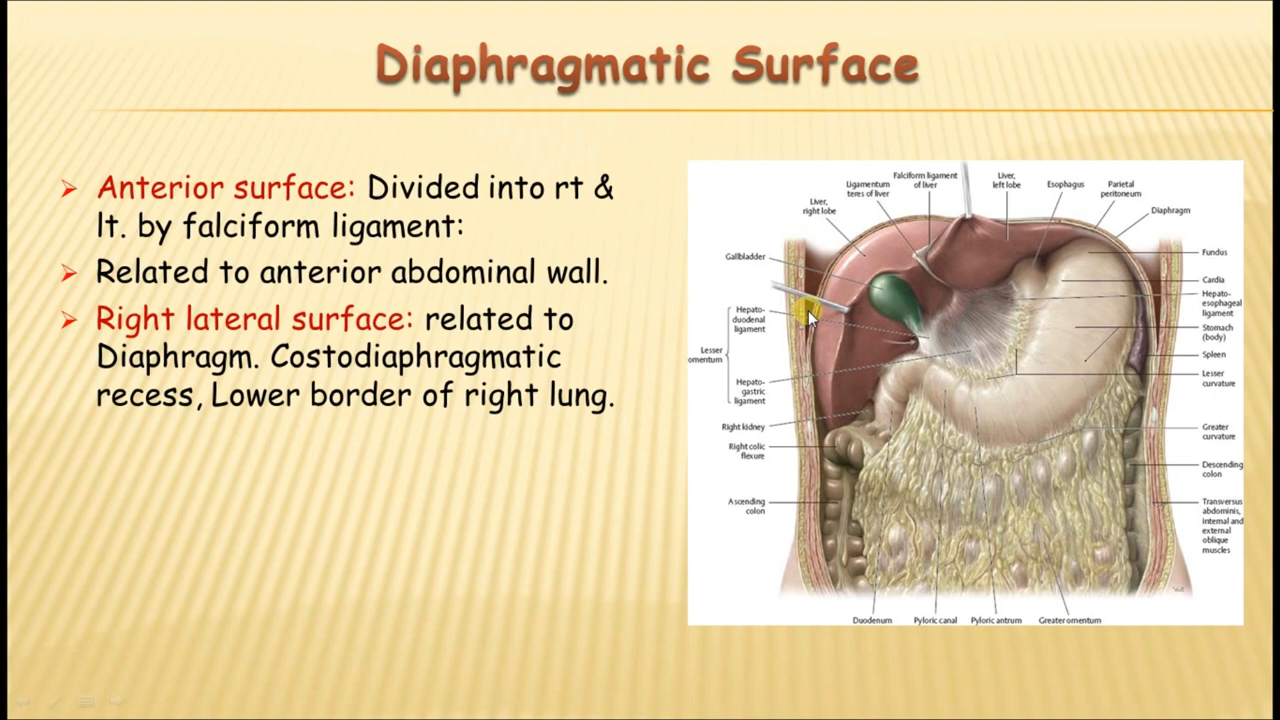 Diaphragmatic Surface
Anterior surface: Divided into rt &
lt. by falciform ligament:
Related to anterior abdominal wall.
Right lateral surface: related to
Diaphragm. Costodiaphragmatic
recess, Lower border of right lung.
Liver,
right lobe
Ligamentum
teres of liver
Falciform ligament
of liver
Liver,
left lobe
Esophagus
Parietal
peritoneum
Diaphragm
Gallbladder
Hepato-
duodenal
ligament
Lesser
omentum
Hepato-
gastric
ligament
Right kidney
Right colic
flexure
Ascending
colon
Fundus
Cardia
Hepato-
esophageal
ligament
Stomach
(body)
Spleen
Lesser
curvature
Greater
curvature
Descending
colon
Transversus
abdominis,
internal and
external
oblique
muscles
Duodenum
Pyloric canal
Pyloric antrum
Greater omentum